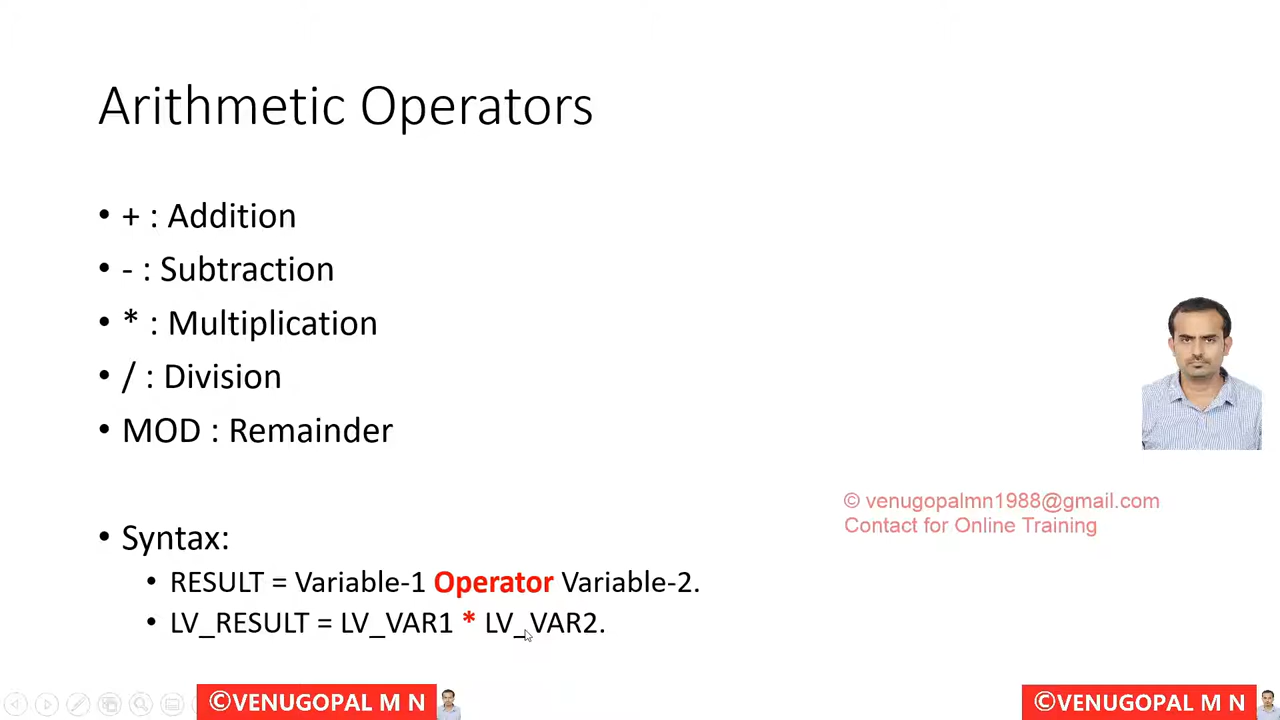 Arithmetic Operators
• + : Addition
• - : Subtraction
• * : Multiplication
• / : Division
• MOD : Remainder
© venugopalmn1988@gmail.com
Contact for Online Training
• Syntax:
• RESULT = Variable-1 Operator Variable-2.
• LV_RESULT = LV_VAR1 * LV_VAR2.
©VENUGOPAL M N
©VENUGOPAL M N